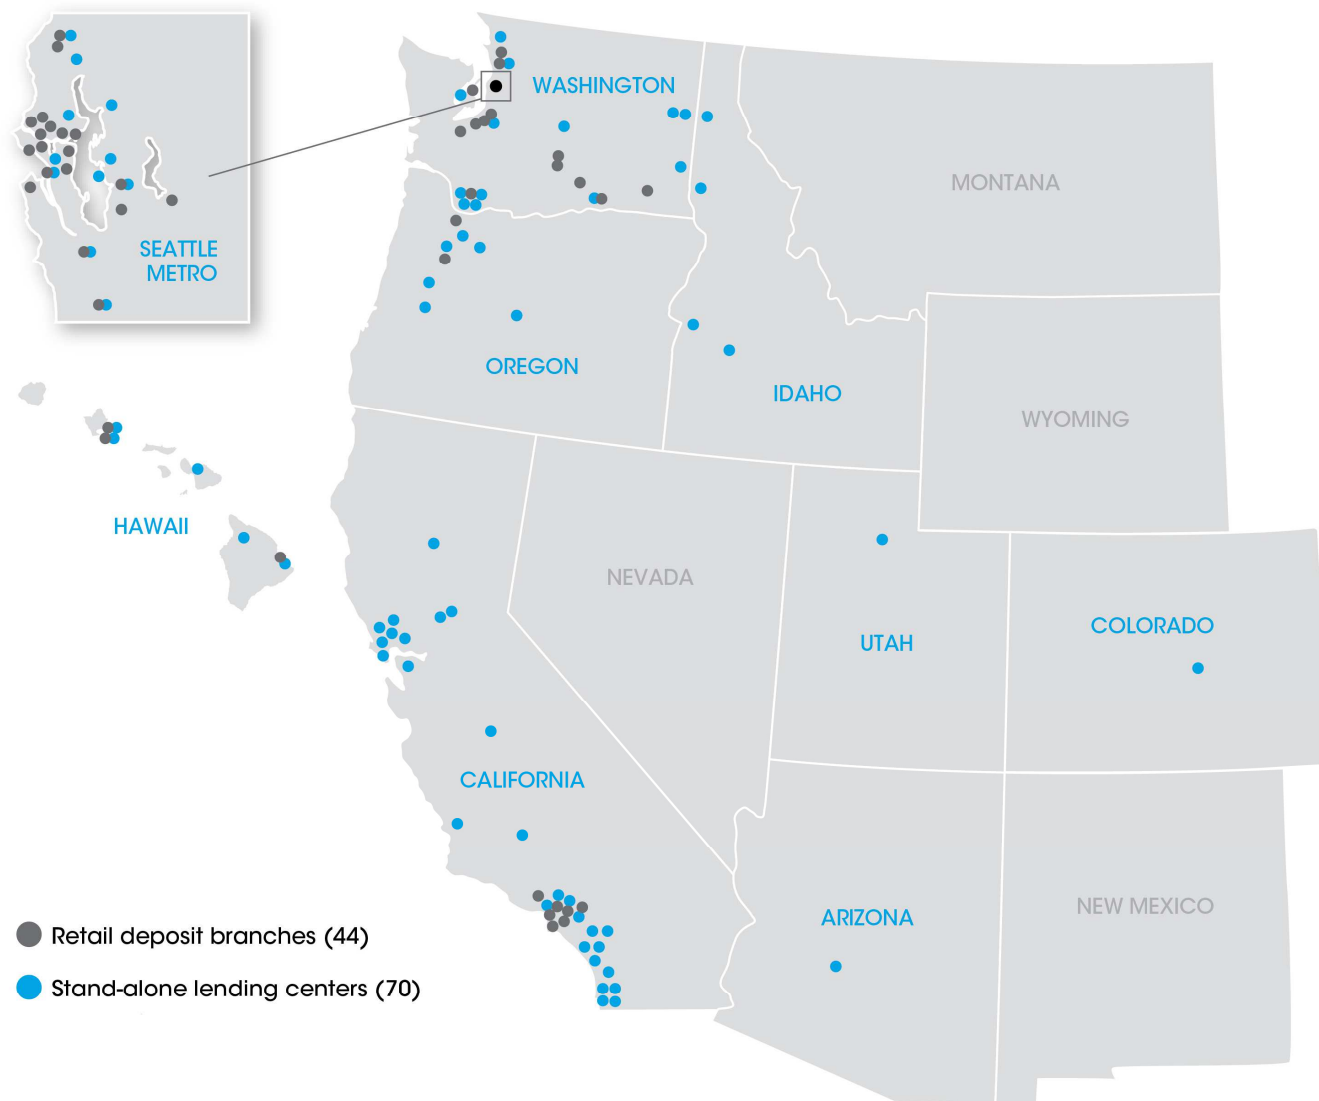 WASHINGTON
MONTANA
SEATTLE
METRO
OREGON
IDAHO
WYOMING
HAWAII
NEVADA
UTAH
COLORADO
CALIFORNIA
ARIZONA
NEW MEXICO
Retail deposit branches (44)
Stand-alone lending centers (70)